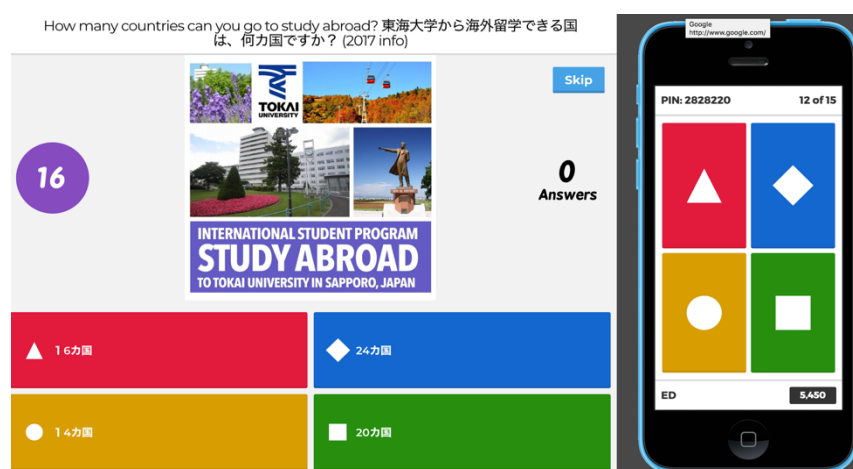 How many countries can you go to study abroad? 東海大学から海外留学できる国
は、何カ国ですか？ (2017 info)
Skip
TOKAI
UNIVERSITY
16
0
Answers
INTERNATIONAL STUDENT PROGRAM
STUDY ABROAD
TO TOKAI UNIVERSITY IN SAPPORO, JAPAN
1 6カ国
24カ国
1 4カ国
20カ国
Google
http://www.google.com/
PIN: 2828220
12 of 15
ED
5,450